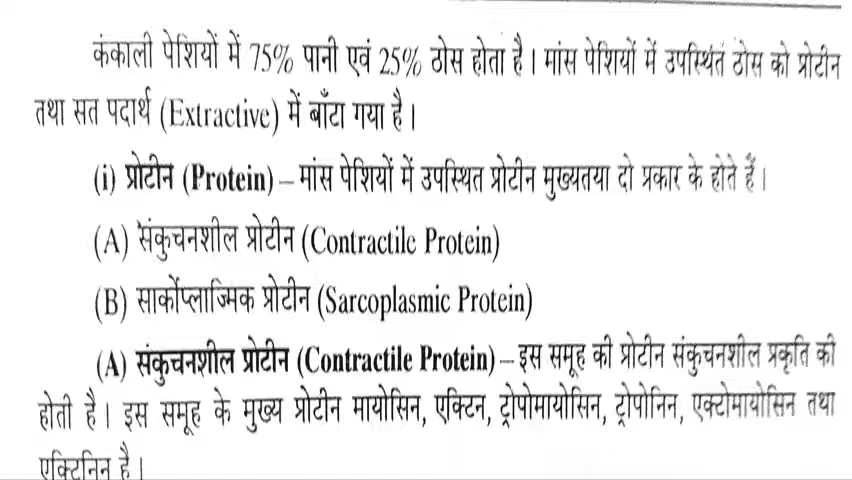 कंकाली पेशियों में 75% पानी एवं 25% ठोस होता है। मांस पेशियों में उपस्थित ठोस को प्रोटीन
तथा सत पदार्थ (Extractive) में बाँटा गया है।
(i) प्रोटीन (Protein) – मांस पेशियों में उपस्थित प्रोटीन मुख्यतया दो प्रकार के होते हैं।
(A) संकुचनशील प्रोटीन (Contractile Protein)
(B) सार्कोप्लाज्मिक प्रोटीन (Sarcoplasmic Protein)
(A) संकुचनशील प्रोटीन (Contractile Protein) – इस समूह की प्रोटीन संकुचनशील प्रकृति की
होती है। इस समूह के मुख्य प्रोटीन मायोसिन, एक्टिन, ट्रोपोमायोसिन, ट्रोपोनिन, एक्टोमायोसिन तथा
एक्टिनिन है।